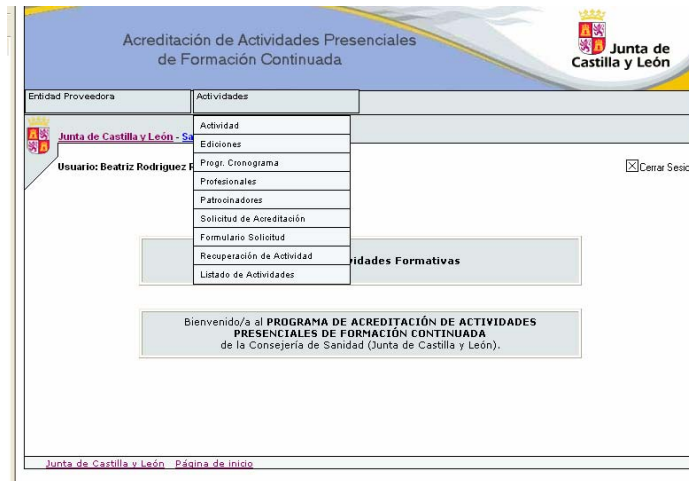 Acreditación de Actividades Presenciales
de Formación Continuada
Junta de
Castilla y León
Entidad Proveedora
Actividades
Actividad
Junta de Castilla y León - Sa
Ediciones
Usuario: Beatriz Rodriguez
Progr. Cronograma
Cerrar Sesio
Profesionales
Patrocinadores
Solicitud de Acreditación
Formulario Solicitud
Recuperación de Actividad
vidades Formativas
Listado de Actividades
Bienvenido/a al PROGRAMA DE ACREDITACIÓN DE ACTIVIDADES
PRESENCIALES DE FORMACIÓN CONTINUADA
de la Consejería de Sanidad (Junta de Castilla y León).
Junta de Castilla y León Página de inicio